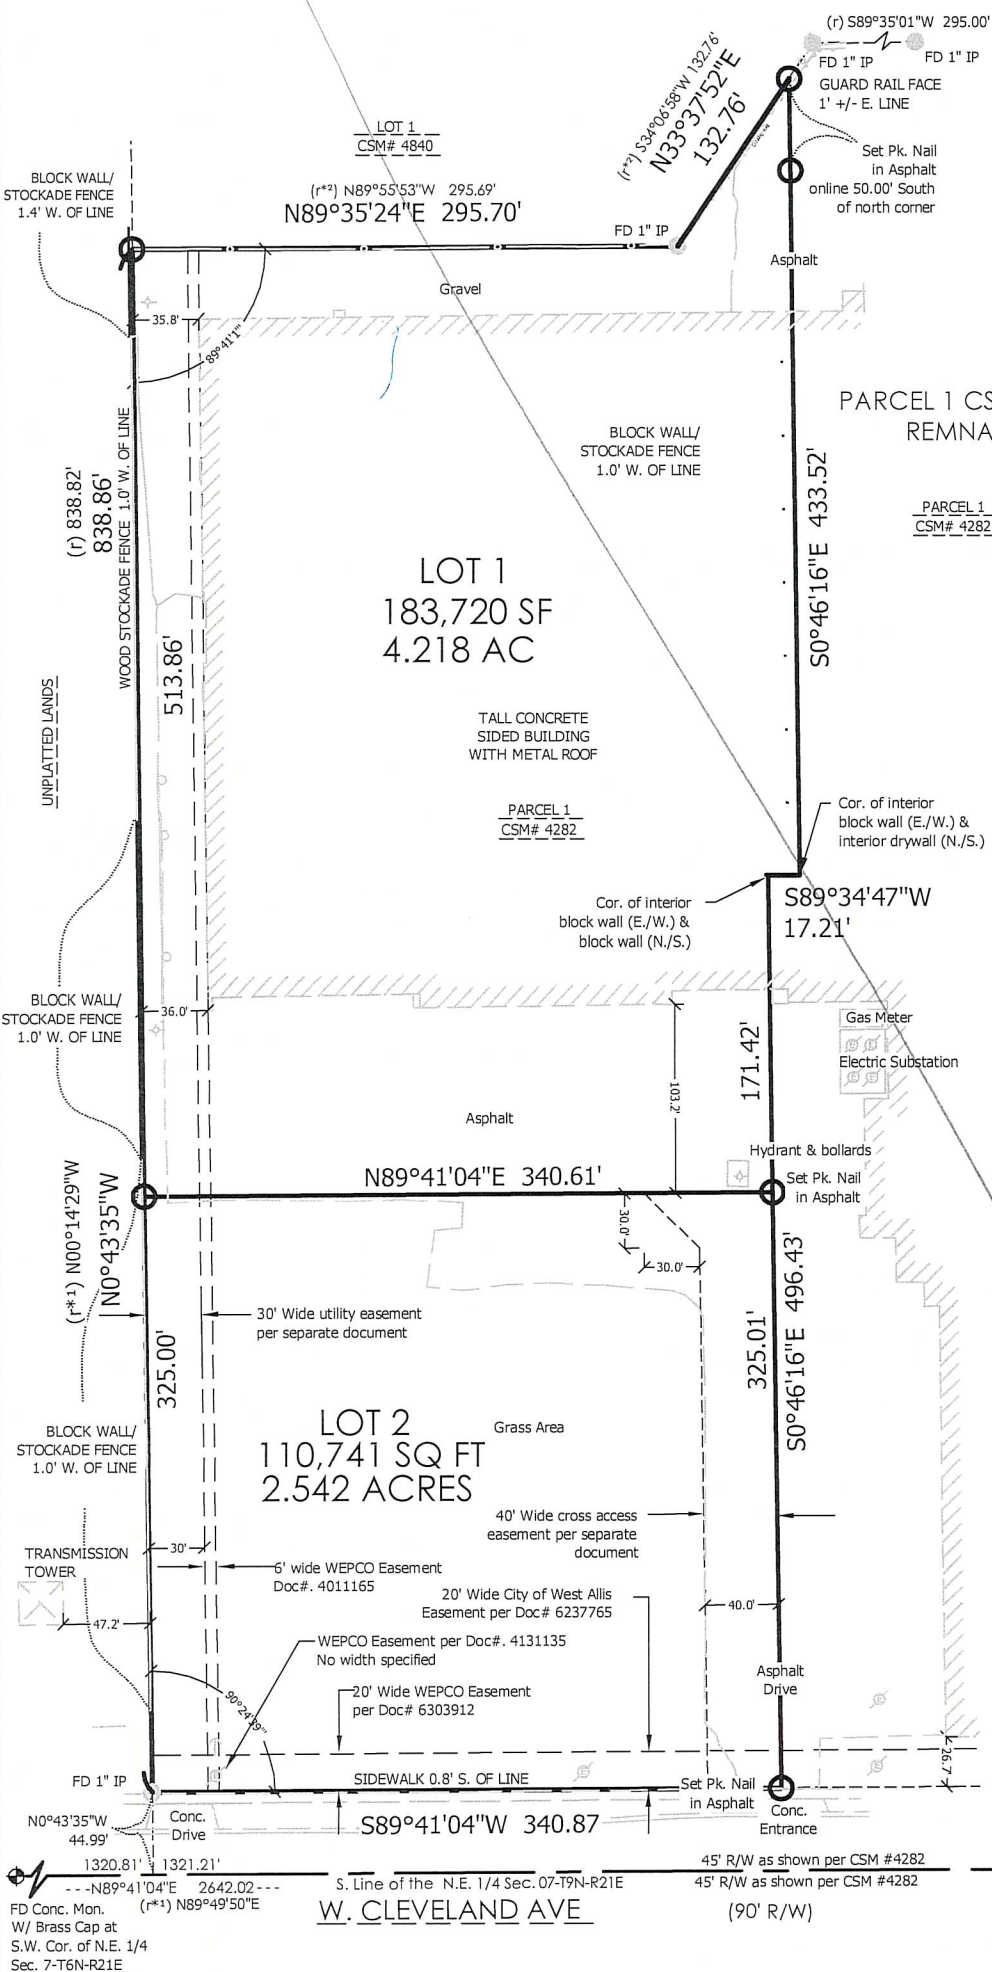 (r) S89°35'01"W 295.00'
FD 1" IP
FD 1" IP
GUARD RAIL FACE
1' +/- E. LINE
(r*²) S34°06'58"W 132.76'
N33°37'52"E
132.76'
LOT 1
CSM# 4840
Set Pk. Nail
in Asphalt
online 50.00' South
of north corner
BLOCK WALL/
STOCKADE FENCE
1.4' W. OF LINE
(r*²) N89°55'53"W 295.69'
N89°35'24"E 295.70'
FD 1" IP
Asphalt
Gravel
35.8'
89°41'1"
PARCEL 1 CS
REMNA
BLOCK WALL/
STOCKADE FENCE
1.0' W. OF LINE
(r) 838.82'
838.86'
WOOD STOCKADE FENCE 1.0' W. OF LINE
S0°46'16"E 433.52'
PARCEL 1
CSM# 4282
LOT 1
183,720 SF
4.218 AC
513.86'
UNPLATTED LANDS
TALL CONCRETE
SIDED BUILDING
WITH METAL ROOF
PARCEL 1
CSM# 4282
Cor. of interior
block wall (E./W.) &
interior drywall (N./S.)
Cor. of interior
block wall (E./W.) &
block wall (N./S.)
S89°34'47"W
17.21'
BLOCK WALL/
STOCKADE FENCE
1.0' W. OF LINE
36.0'
171.42'
Gas Meter
Electric Substation
103.2'
Asphalt
Hydrant & bollards
N89°41'04"E 340.61'
Set Pk. Nail
in Asphalt
(r*¹) N00°14'29"W
N0°43'35"W
30.0'
30.0'
30' Wide utility easement
per separate document
325.00'
325.01'
S0°46'16"E 496.43'
LOT 2
110,741 SQ FT
2.542 ACRES
Grass Area
BLOCK WALL/
STOCKADE FENCE
1.0' W. OF LINE
40' Wide cross access
easement per separate
document
TRANSMISSION
TOWER
30'
6' wide WEPCO Easement
Doc#. 4011165
20' Wide City of West Allis
Easement per Doc# 6237765
40.0'
47.2'
WEPCO Easement per Doc#. 4131135
No width specified
90°24'39"
20' Wide WEPCO Easement
per Doc# 6303912
Asphalt
Drive
26.7'
FD 1" IP
SIDEWALK 0.8' S. OF LINE
Set Pk. Nail
in Asphalt
N0°43'35"W
44.99'
Conc.
Drive
S89°41'04"W 340.87
Conc.
Entrance
1320.81' 1321.21'
45' R/W as shown per CSM #4282
---N89°41'04"E 2642.02---
S. Line of the N.E. 1/4 Sec. 07-T9N-R21E
45' R/W as shown per CSM #4282
(r*¹) N89°49'50"E
FD Conc. Mon.
W/ Brass Cap at
S.W. Cor. of N.E. 1/4
Sec. 7-T6N-R21E
W. CLEVELAND AVE
(90' R/W)